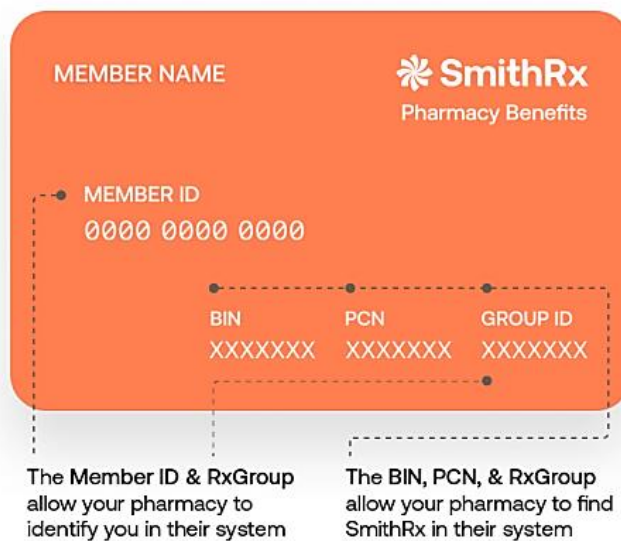 MEMBER NAME
SmithRx
Pharmacy Benefits
MEMBER ID
0000 0000 0000
BIN PCN GROUP ID
XXXXXXX XXXXXXX XXXXXXX
The Member ID & RxGroup
allow your pharmacy to
identify you in their system
The BIN, PCN, & RxGroup
allow your pharmacy to find
SmithRx in their system